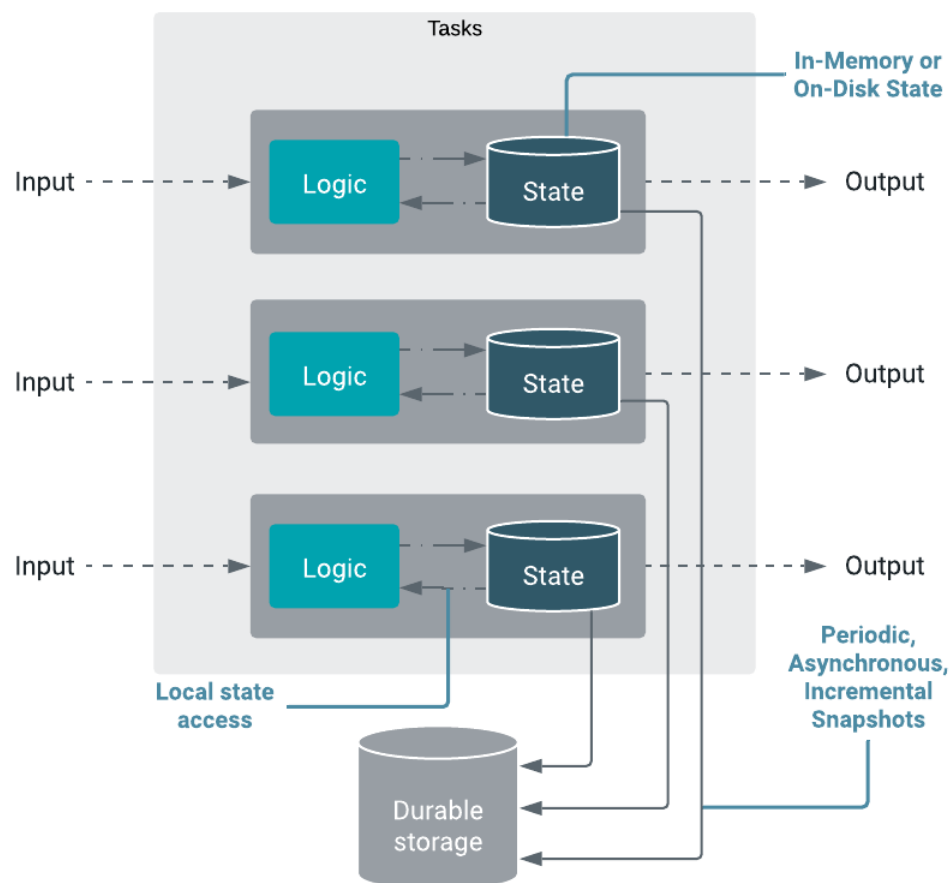 Tasks
In-Memory or
On-Disk State
Input
Logic
State
Output
Input
Logic
State
Output
Input
Logic
State
Output
Local state
access
Periodic,
Asynchronous,
Incremental
Snapshots
Durable
storage